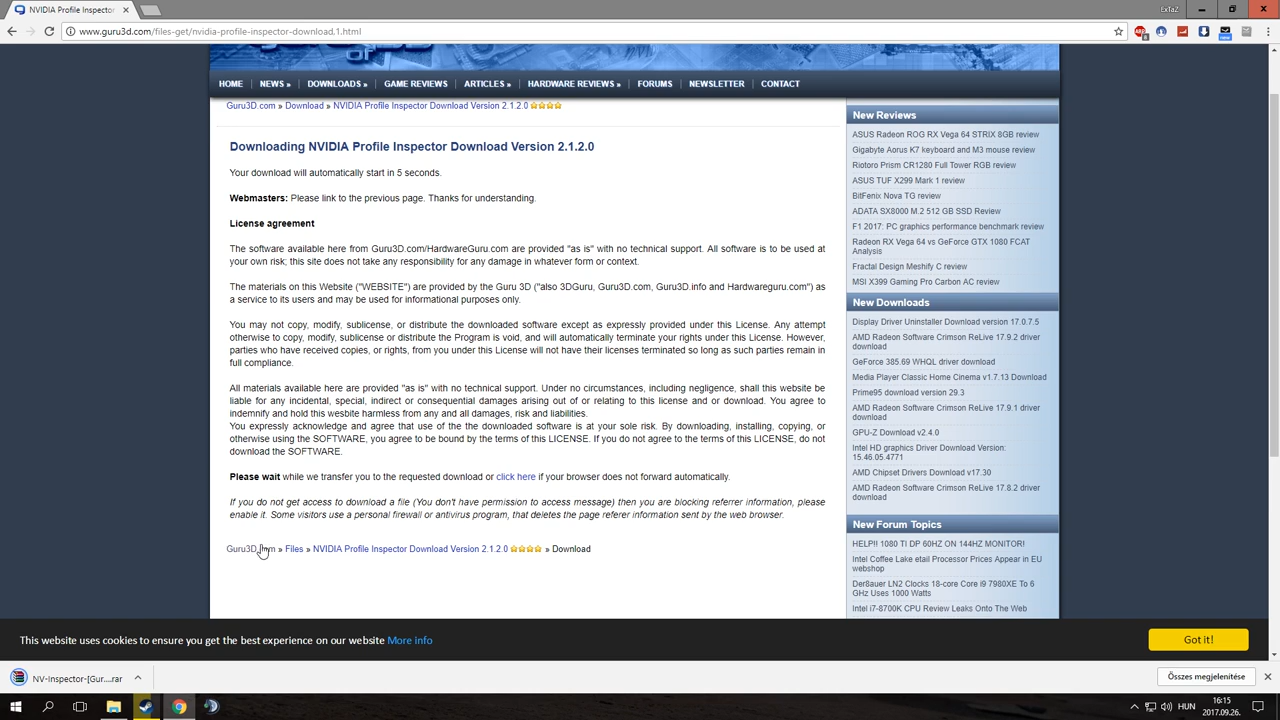 NVIDIA Profile Inspector
ExTaZ
www.guru3d.com/files-get/nvidia-profile-inspector-download,1.html
HOME NEWS » DOWNLOADS » GAME REVIEWS ARTICLES » HARDWARE REVIEWS » FORUMS NEWSLETTER CONTACT
Guru3D.com » Download » NVIDIA Profile Inspector Download Version 2.1.2.0
Downloading NVIDIA Profile Inspector Download Version 2.1.2.0
Your download will automatically start in 5 seconds.
Webmasters: Please link to the previous page. Thanks for understanding.
License agreement
The software available here from Guru3D.com/HardwareGuru.com are provided "as is" with no technical support. All software is to be used at
your own risk; this site does not take any responsibility for any damage in whatever form or context.
The materials on this Website ("WEBSITE") are provided by the Guru 3D ("also 3DGuru, Guru3D.com, Guru3D.info and Hardwareguru.com") as
a service to its users and may be used for informational purposes only.
You may not copy, modify, sublicense, or distribute the downloaded software except as expressly provided under this License. Any attempt
otherwise to copy, modify, sublicense or distribute the Program is void, and will automatically terminate your rights under this License. However,
parties who have received copies, or rights, from you under this License will not have their licenses terminated so long as such parties remain in
full compliance.
All materials available here are provided "as is" with no technical support. Under no circumstances, including negligence, shall this website be
liable for any incidental, special, indirect or consequential damages arising out of or relating to this license and or download. You agree to
indemnify and hold this wesbite harmless from any and all damages, risk and liabilities.
You expressly acknowledge and agree that use of the the downloaded software is at your sole risk. By downloading, installing, copying, or
otherwise using the SOFTWARE, you agree to be bound by the terms of this LICENSE. If you do not agree to the terms of this LICENSE, do not
download the SOFTWARE.
Please wait while we transfer you to the requested download or click here if your browser does not forward automatically.
If you do not get access to download a file (You don't have permission to access message) then you are blocking referrer information, please
enable it. Some visitors use a personal firewall or antivirus program, that deletes the page referer information sent by the web browser.
» Files » NVIDIA Profile Inspector Download Version 2.1.2.0 » Download
New Reviews
ASUS Radeon ROG RX Vega 64 STRIX 8GB review
Gigabyte Aorus K7 keyboard and M3 mouse review
Riotoro Prism CR1280 Full Tower RGB review
ASUS TUF X299 Mark 1 review
BitFenix Nova TG review
ADATA SX8000 M.2 512 GB SSD Review
F1 2017: PC graphics performance benchmark review
Radeon RX Vega 64 vs GeForce GTX 1080 FCAT
Analysis
Fractal Design Meshify C review
MSI X399 Gaming Pro Carbon AC review
New Downloads
Display Driver Uninstaller Download version 17.0.7.5
AMD Radeon Software Crimson ReLive 17.9.2 driver
download
GeForce 385.69 WHQL driver download
Media Player Classic Home Cinema v1.7.13 Download
Prime95 download version 29.3
AMD Radeon Software Crimson ReLive 17.9.1 driver
download
GPU-Z Download v2.4.0
Intel HD graphics Driver Download Version:
15.46.05.4771
AMD Chipset Drivers Download v17.30
AMD Radeon Software Crimson ReLive 17.8.2 driver
download
New Forum Topics
HELP!! 1080 TI DP 60HZ ON 144HZ MONITOR!
Intel Coffee Lake etail Processor Prices Appear in EU
webshop
Der8auer LN2 Clocks 18-core Core i9 7980XE To 6
GHz Uses 1000 Watts
Intel i7-8700K CPU Review Leaks Onto The Web
This website uses cookies to ensure you get the best experience on our website More info
Got it!
NV-Inspector-[Gur....rar
Összes megjelenítése
HUN
16:15
2017.09.26.